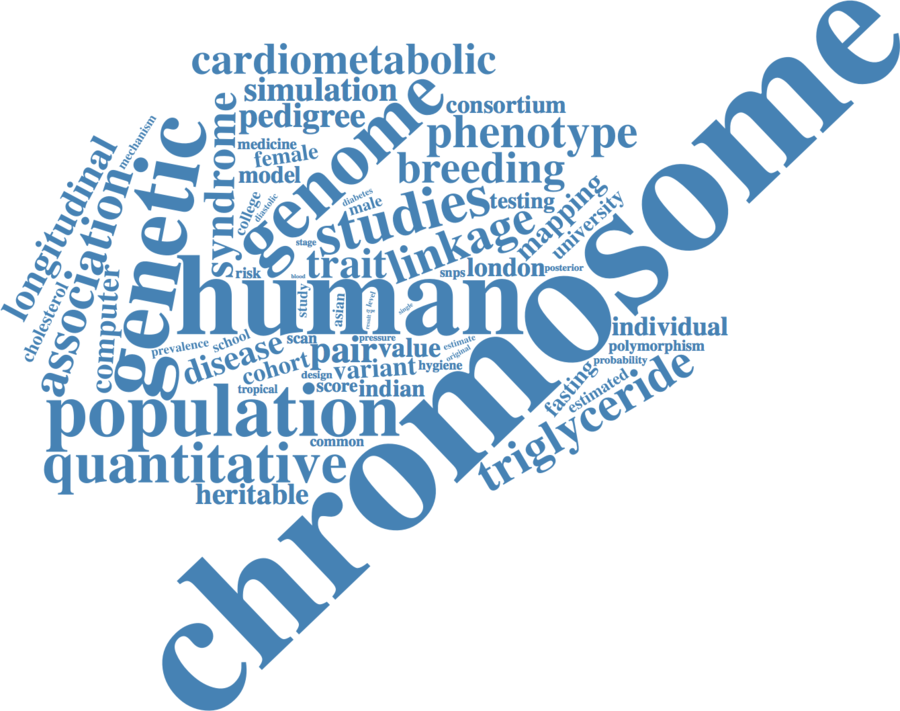 chromosome
cardiometabolic
simulation
consortium
pedigree
genome
phenotype
syndrome
medicine
female
model
breeding
mechanism
longitudinal
association
genetic
college
diastolic
diabetes
male
studies
testing
mapping
university
stage
linkage
trait
risk
blood
snps
london
posterior
human
cholesterol
computer
study
asian
result
level
single
individual
polymorphism
probability
prevalence
school
scan
pressure
disease
pair
value
estimate
original
cohort
design
variant
hygiene
tropical
score
indian
fasting
estimated
triglyceride
population
common
quantitative
heritable